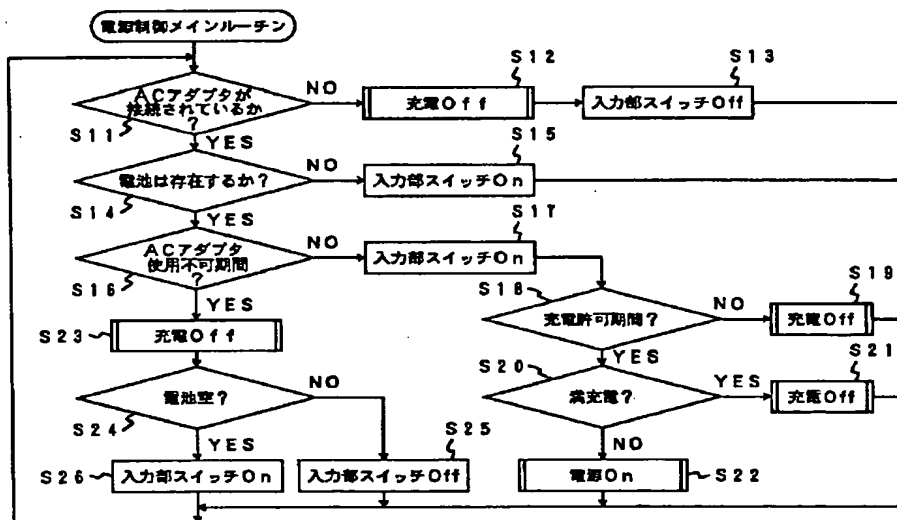 電源制御メインルーチン
ACアダプタが
接続されているか
?
S11
NO
YES
S12
充電Off
S13
入力部スイッチOff
電池は存在するか?
S14
NO
YES
S15
入力部スイッチOn
ACアダプタ
使用不可期間
?
S16
NO
YES
S17
入力部スイッチOn
S18
充電許可期間?
NO
YES
S19
充電Off
S20
満充電?
YES
NO
S21
充電Off
電源On
S22
S23
充電Off
電池空?
S24
NO
YES
S25
入力部スイッチOff
S26
入力部スイッチOn